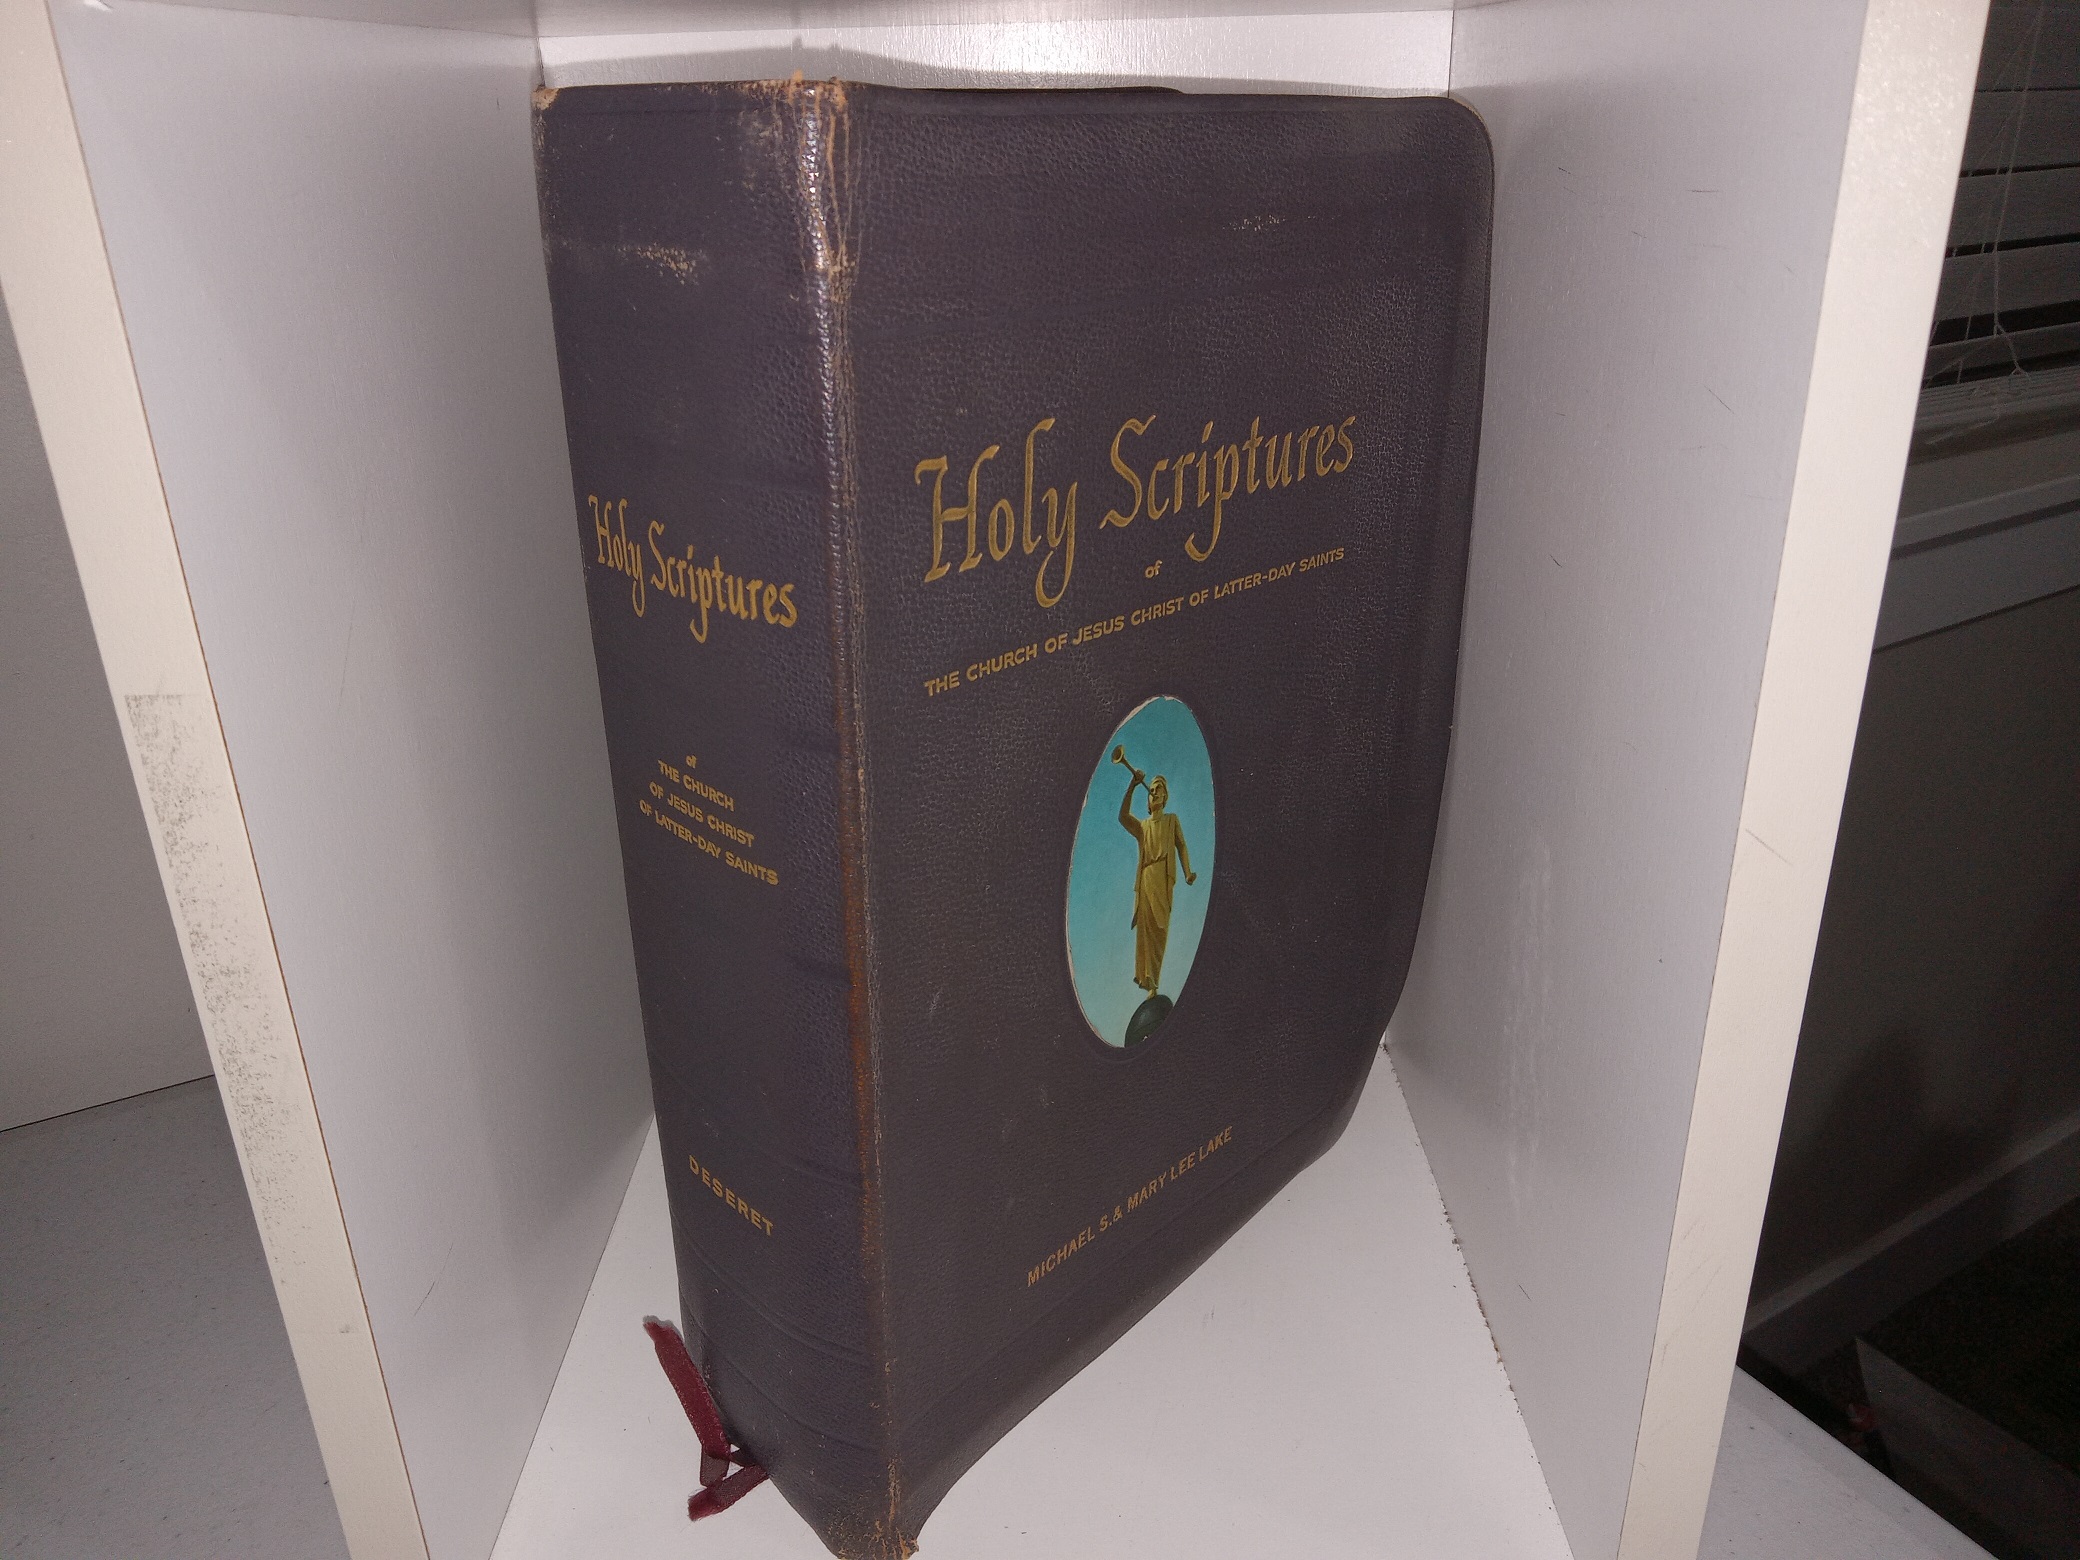 Holy Scriptures
of
THE CHURCH
OF JESUS CHRIST
OF LATTER-DAY SAINTS
DESERET
Holy Scriptures
of
THE CHURCH OF JESUS CHRIST OF LATTER-DAY SAINTS
MICHAEL S. & MARY LEE LAKE